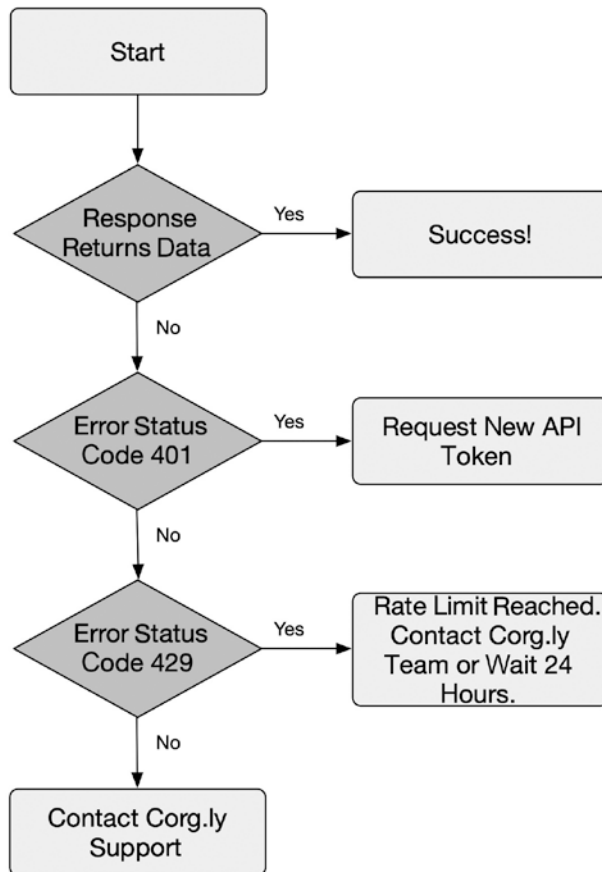 Start
Response
Returns Data
Yes
Success!
No
Error Status
Code 401
Yes
Request New API
Token
No
Error Status
Code 429
Yes
Rate Limit Reached.
Contact Corg.ly
Team or Wait 24
Hours.
No
Contact Corg.ly
Support